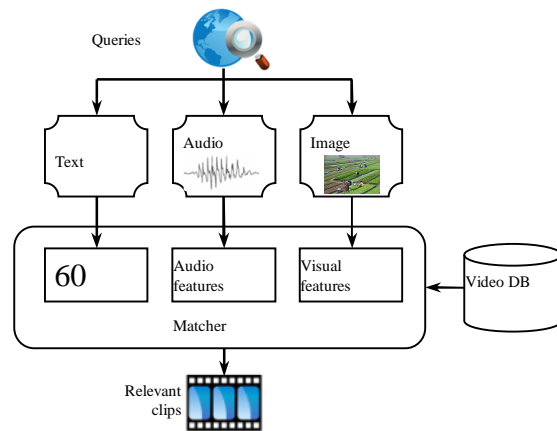 Queries
Text
Audio
Image
60
Audio
features
Visual
features
Video DB
Matcher
Relevant
clips